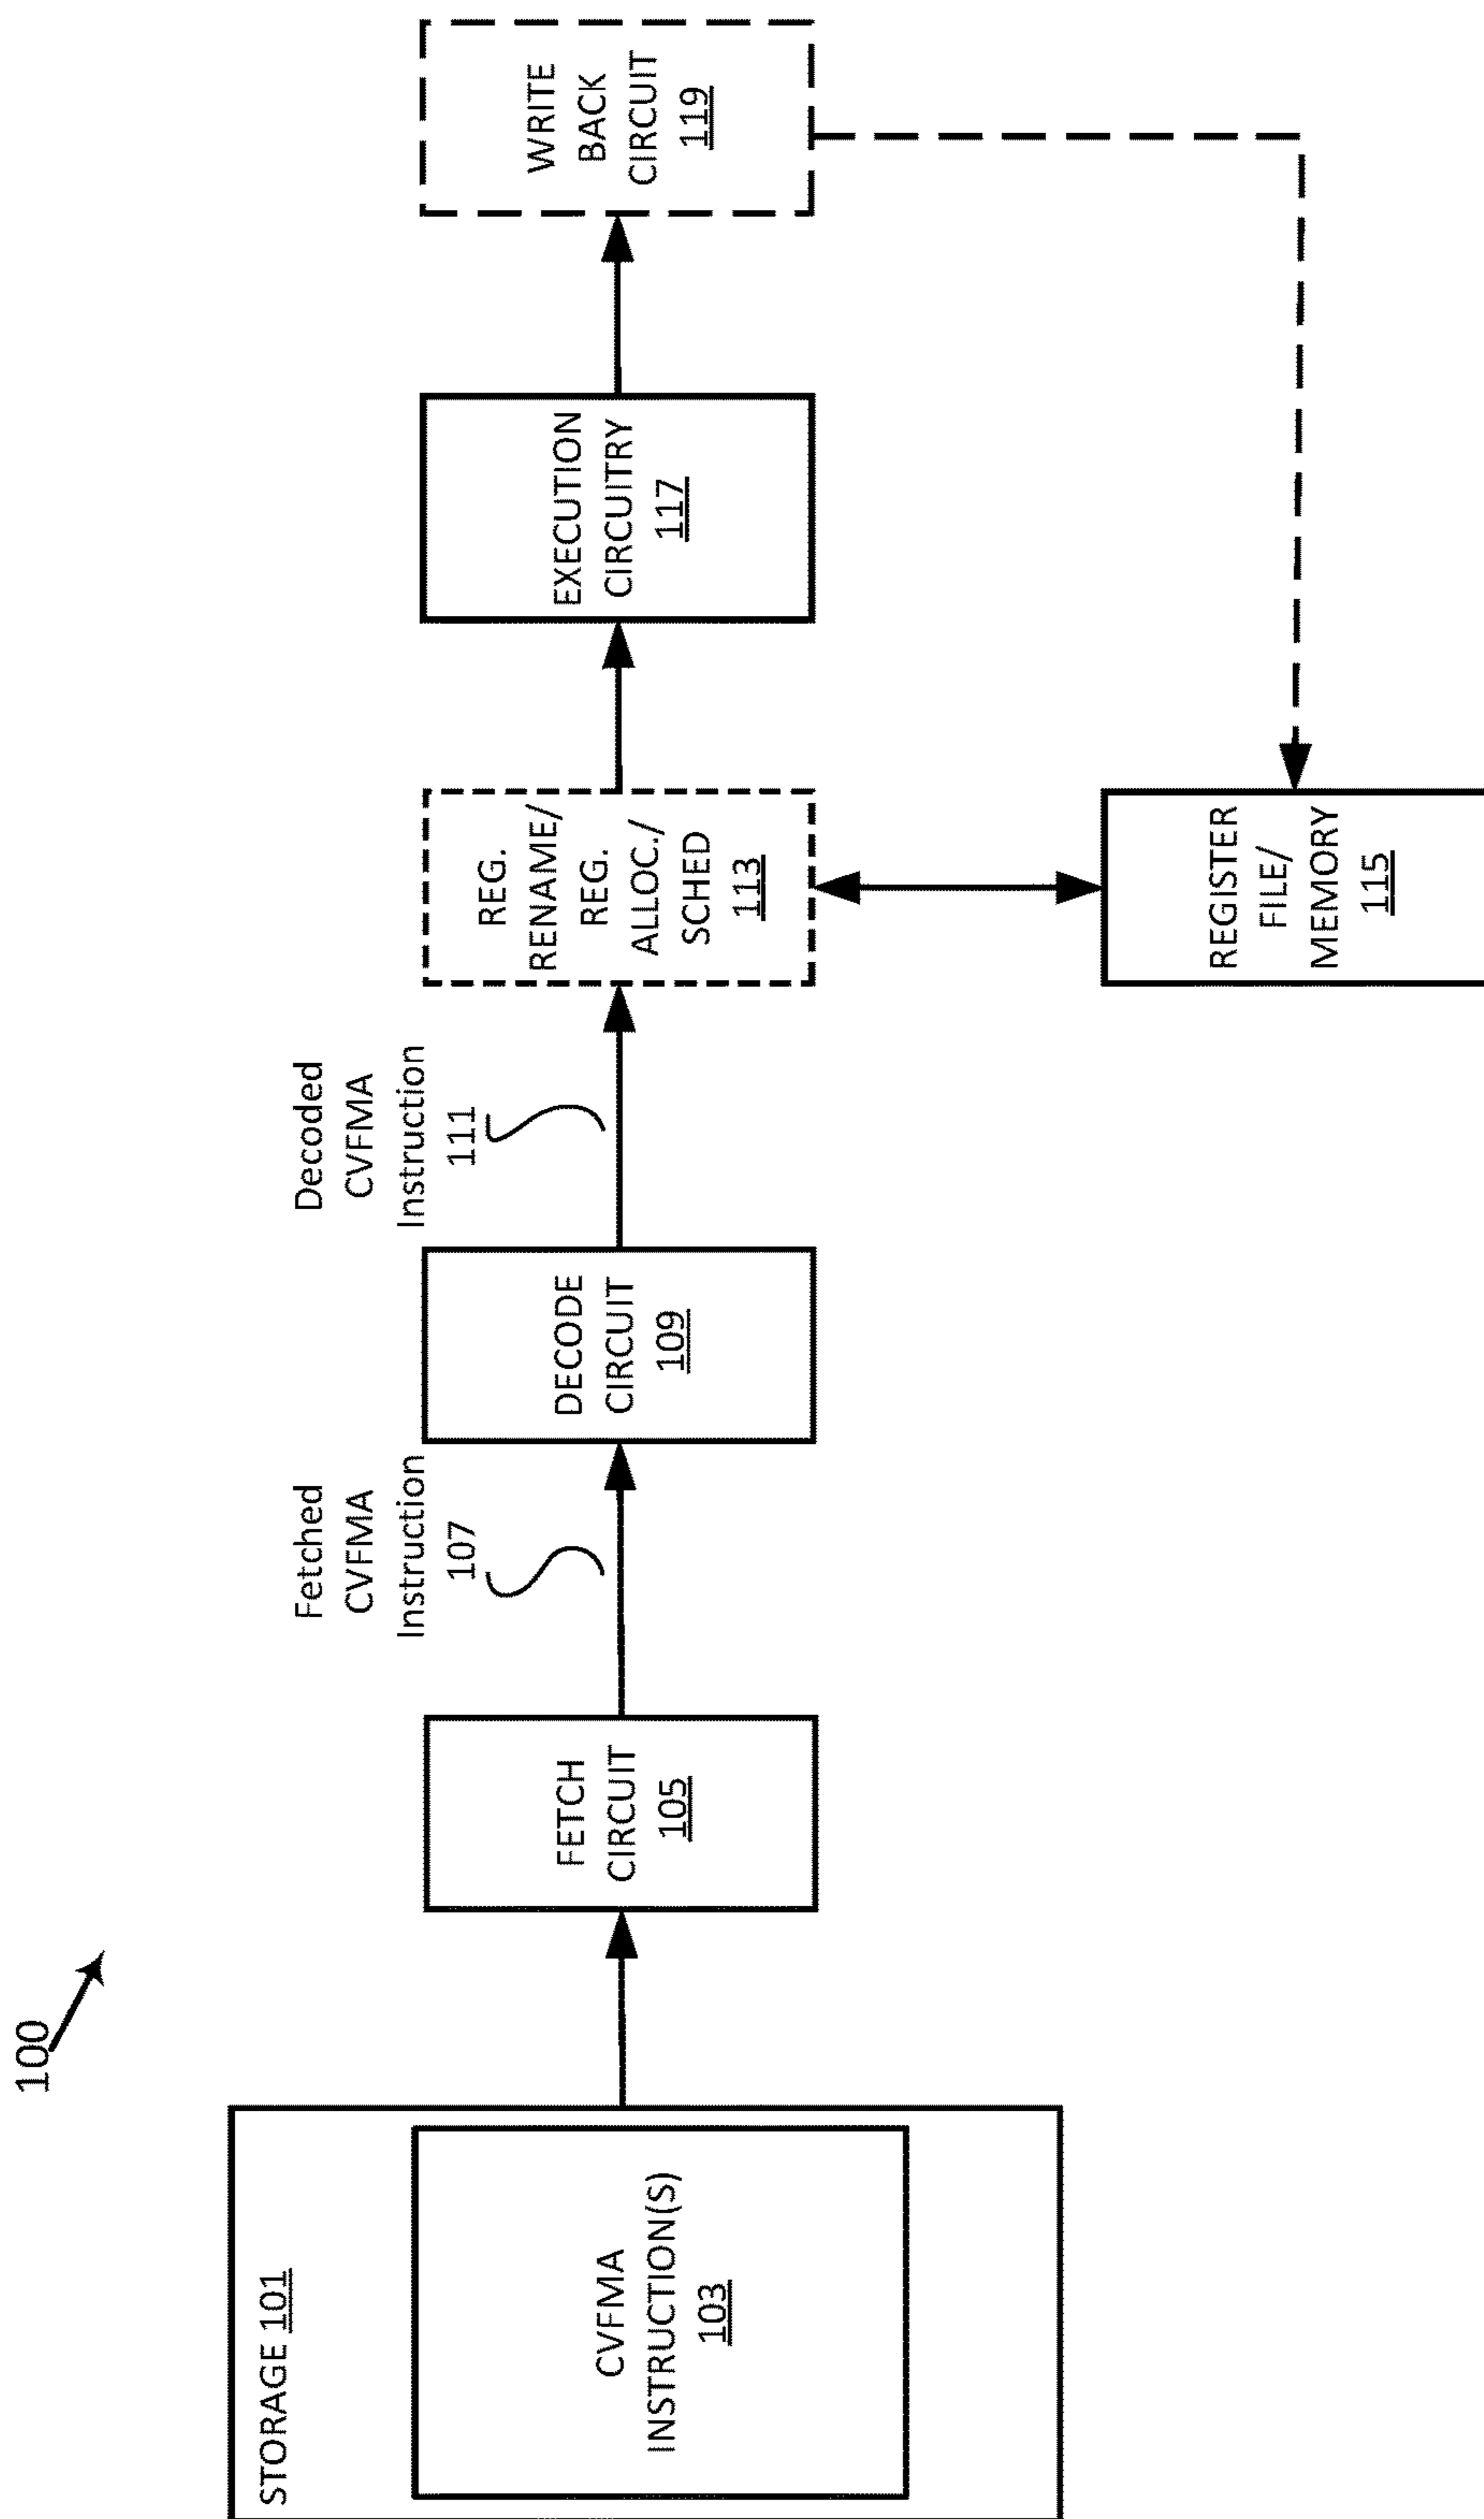 100
STORAGE 101
CVFMA
INSTRUCTION(S)
103
FETCH
CIRCUIT
105
Fetched
CVFMA
Instruction
107
DECODE
CIRCUIT
109
Decoded
CVFMA
Instruction
111
REG.
RENAME/
REG.
ALLOC./
SCHED
113
REGISTER
FILE/
MEMORY
115
EXECUTION
CIRCUITRY
117
WRITE
BACK
CIRCUIT
119